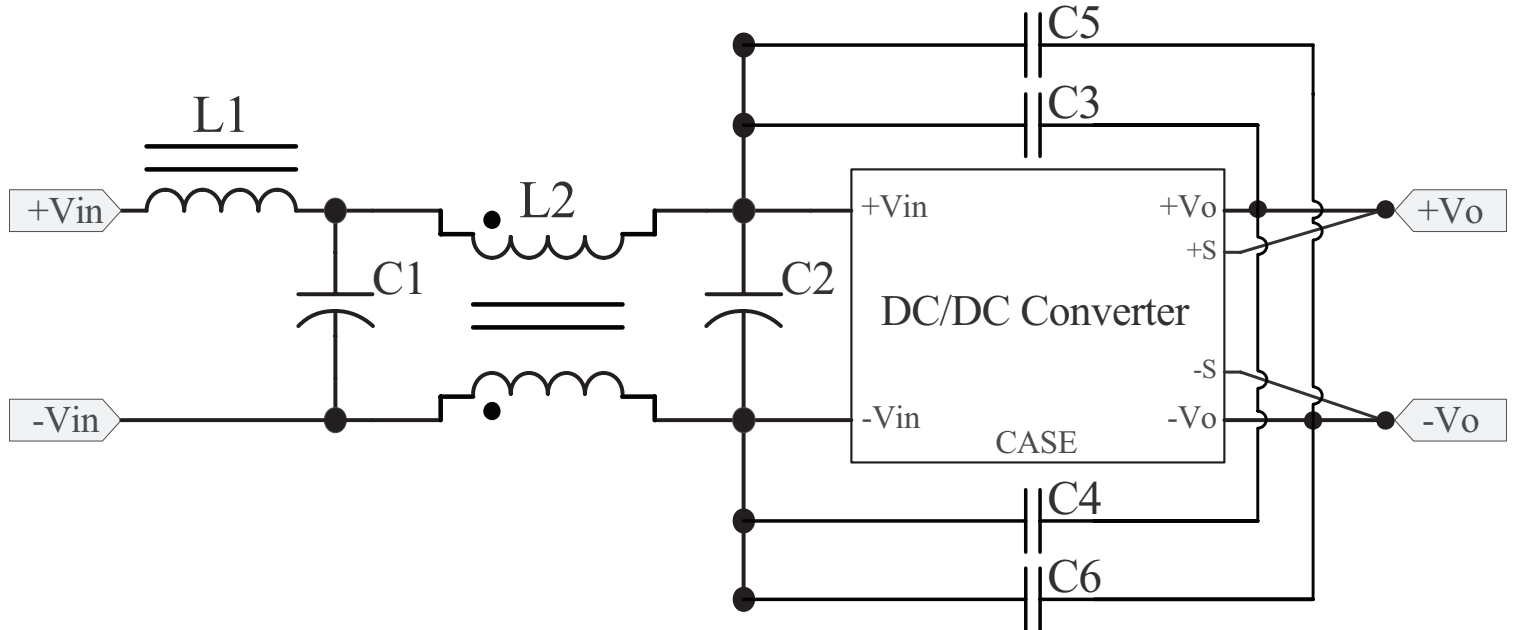 C5
C3
L1
+Vin
L2
+Vin
+Vo
+Vo
+S
C1
C2
DC/DC Converter
-S
-Vin
-Vin
-Vo
-Vo
CASE
C4
C6